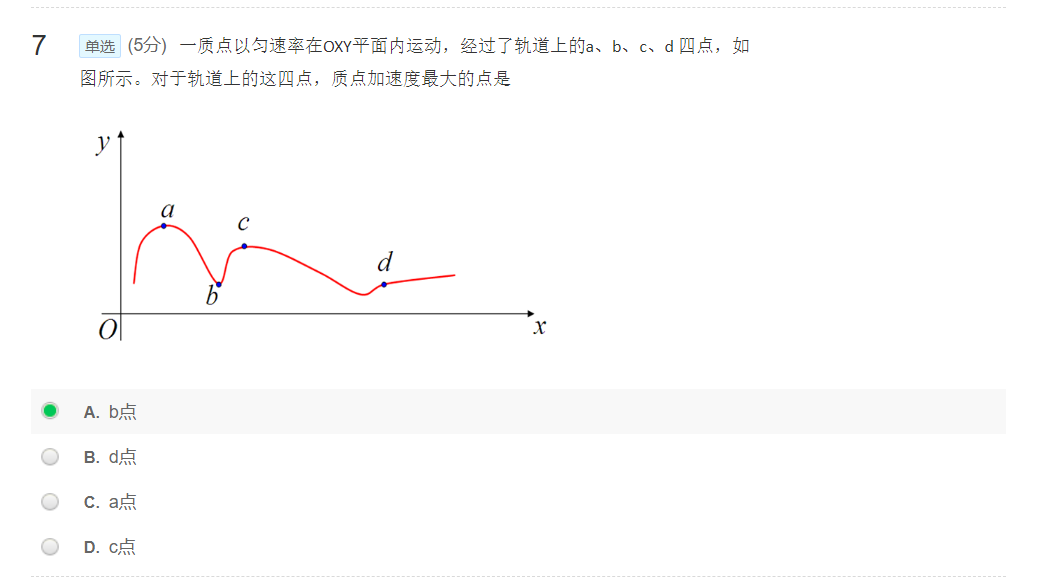 7 单选 (5分) 一质点以匀速率在OXY平面内运动，经过了轨道上的a、b、c、d 四点，如
图所示。对于轨道上的这四点，质点加速度最大的点是
y
a
c
d
b
O
x
A. b点
B. d点
C. a点
D. c点